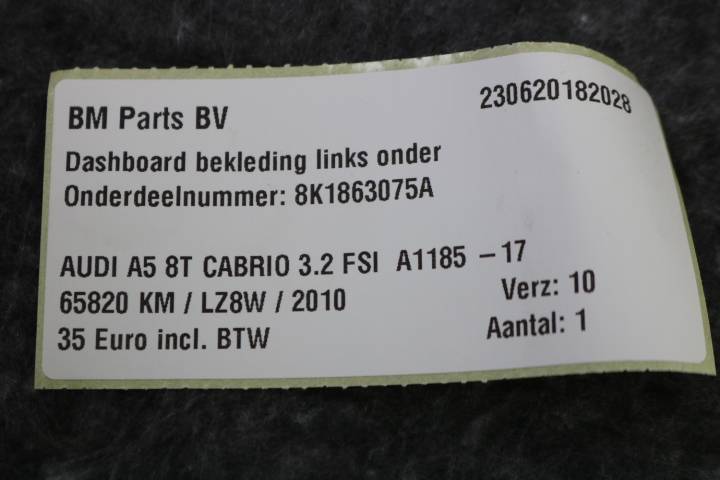 BM Parts BV 230620182028
Dashboard bekleding links onder
Onderdeelnummer: 8K1863075A
AUDI A5 8T CABRIO 3.2 FSI A1185 - 17
65820 KM / LZ8W / 2010 Verz: 10
35 Euro incl. BTW Aantal: 1